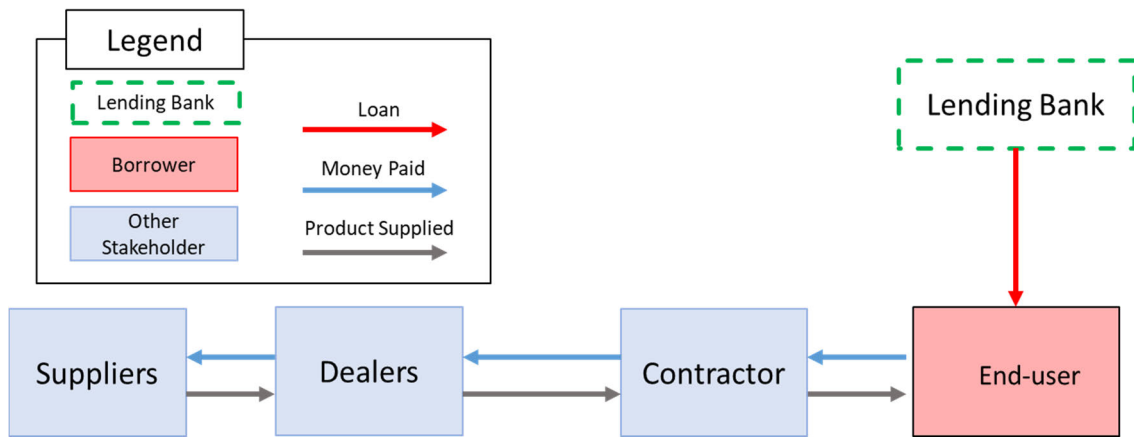 Legend
Lending Bank
Loan
Borrower
Money Paid
Other
Stakeholder
Product Supplied
Lending Bank
Suppliers
Dealers
Contractor
End-user